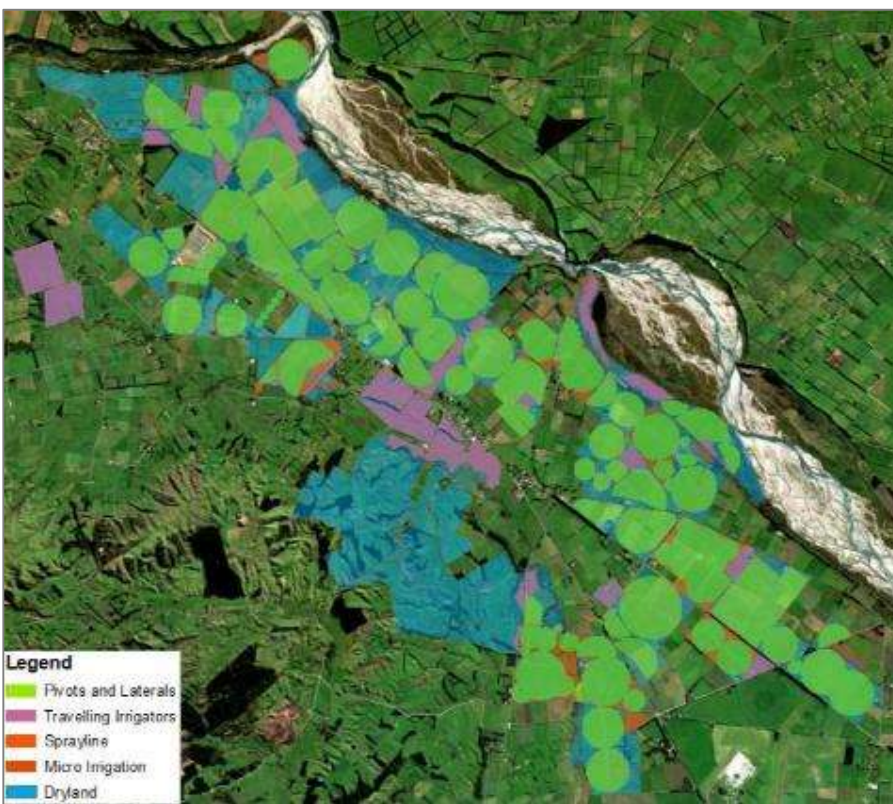 Legend
Pivots and Laterals
Travelling Irrigators
Sprayline
Micro Irrigation
Dryland